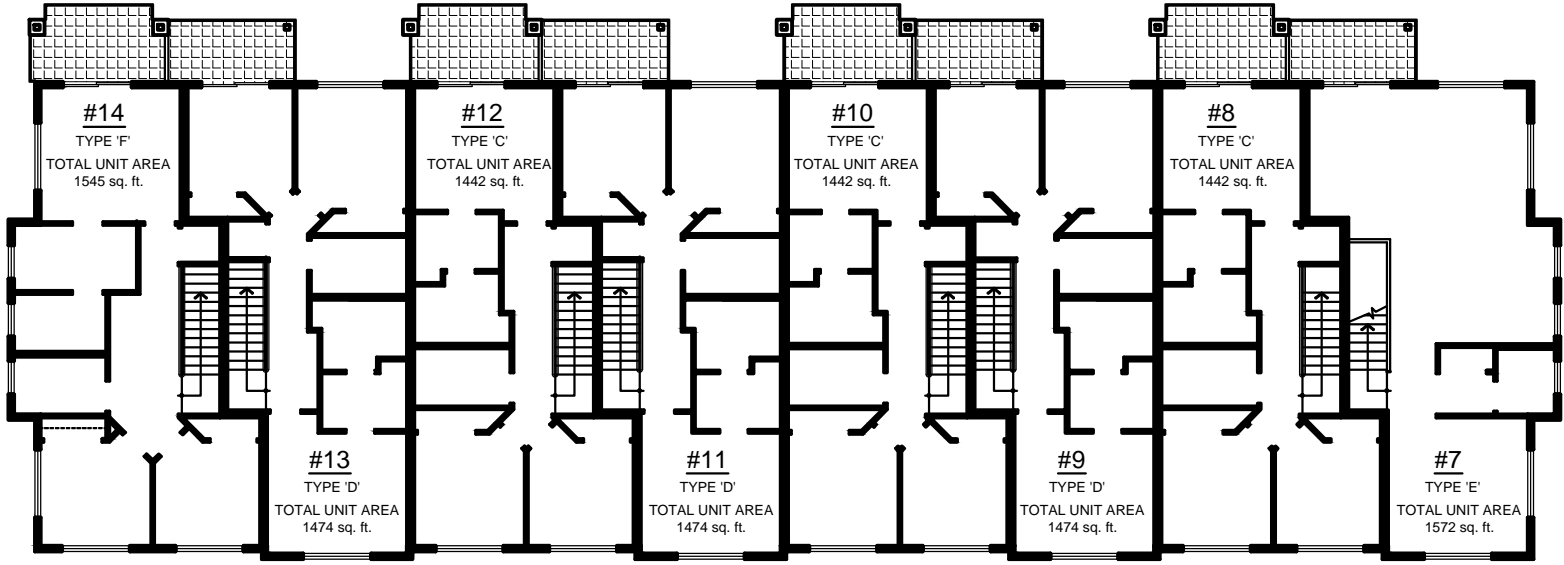 #14
TYPE 'F'
TOTAL UNIT AREA
1545 sq. ft.
#12
TYPE 'C'
TOTAL UNIT AREA
1442 sq. ft.
#10
TYPE 'C'
TOTAL UNIT AREA
1442 sq. ft.
#8
TYPE 'C'
TOTAL UNIT AREA
1442 sq. ft.
#13
TYPE 'D'
TOTAL UNIT AREA
1474 sq. ft.
#11
TYPE 'D'
TOTAL UNIT AREA
1474 sq. ft.
#9
TYPE 'D'
TOTAL UNIT AREA
1474 sq. ft.
#7
TYPE 'E'
TOTAL UNIT AREA
1572 sq. ft.